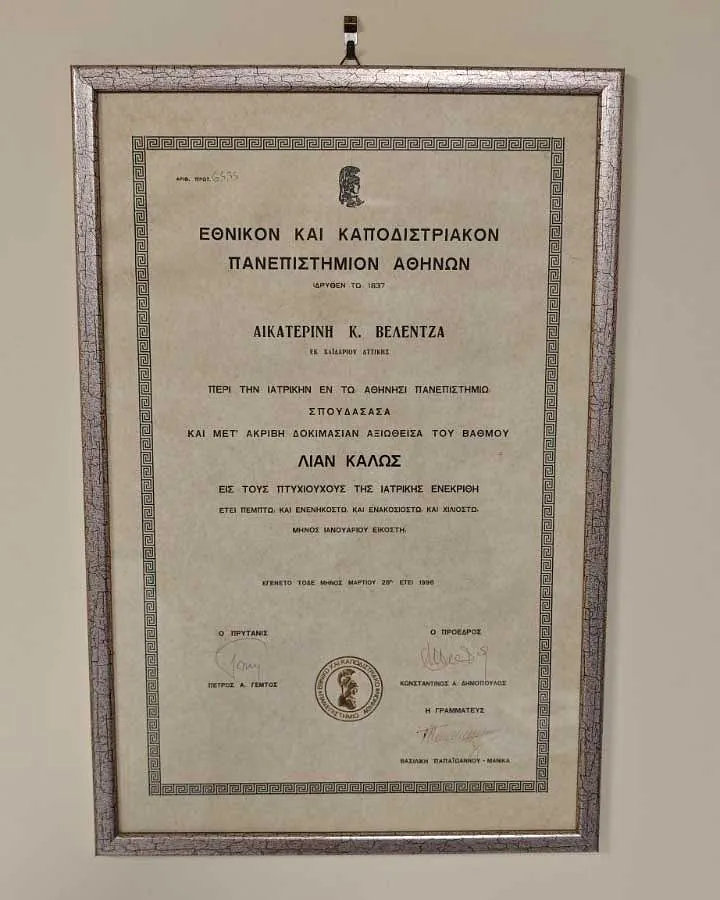 ΑΡΙΘ. ΠΡΩΤ. 6535
ΕΘΝΙΚΟΝ ΚΑΙ ΚΑΠΟΔΙΣΤΡΙΑΚΟΝ
ΠΑΝΕΠΙΣΤΗΜΙΟΝ ΑΘΗΝΩΝ
ΙΔΡΥΘΕΝ ΤΩ 1837
ΑΙΚΑΤΕΡΙΝΗ Κ. ΒΕΛΕΝΤΖΑ
ΕΚ ΧΑΪΔΑΡΙΟΥ ΑΤΤΙΚΗΣ
ΠΕΡΙ ΤΗΝ ΙΑΤΡΙΚΗΝ ΕΝ ΤΩ ΑΘΗΝΗΣΙ ΠΑΝΕΠΙΣΤΗΜΙΩ
ΣΠΟΥΔΑΣΑΣΑ
ΚΑΙ ΜΕΤ' ΑΚΡΙΒΗ ΔΟΚΙΜΑΣΙΑΝ ΑΞΙΩΘΕΙΣΑ ΤΟΥ ΒΑΘΜΟΥ
ΛΙΑΝ ΚΑΛΩΣ
ΕΙΣ ΤΟΥΣ ΠΤΥΧΙΟΥΧΟΥΣ ΤΗΣ ΙΑΤΡΙΚΗΣ ΕΝΕΚΡΙΘΗ
ΕΤΕΙ ΠΕΜΠΤΩ, ΚΑΙ ΕΝΕΝΗΚΟΣΤΩ, ΚΑΙ ΕΝΑΚΟΣΙΟΣΤΩ, ΚΑΙ ΧΙΛΙΟΣΤΩ,
ΜΗΝΟΣ ΙΑΝΟΥΑΡΙΟΥ ΕΙΚΟΣΤΗ,
ΕΓΕΝΕΤΟ ΤΟΔΕ ΜΗΝΟΣ ΜΑΡΤΙΟΥ 28ῃ ΕΤΕΙ 1996
Ο ΠΡΥΤΑΝΙΣ
Ο ΠΡΟΕΔΡΟΣ
ΠΕΤΡΟΣ Α. ΓΕΜΤΟΣ
ΚΩΝΣΤΑΝΤΙΝΟΣ Α. ΔΗΜΟΠΟΥΛΟΣ
Η ΓΡΑΜΜΑΤΕΥΣ
ΒΑΣΙΛΙΚΗ ΠΑΠΑΪΩΑΝΝΟΥ - ΜΑΝΙΚΑ